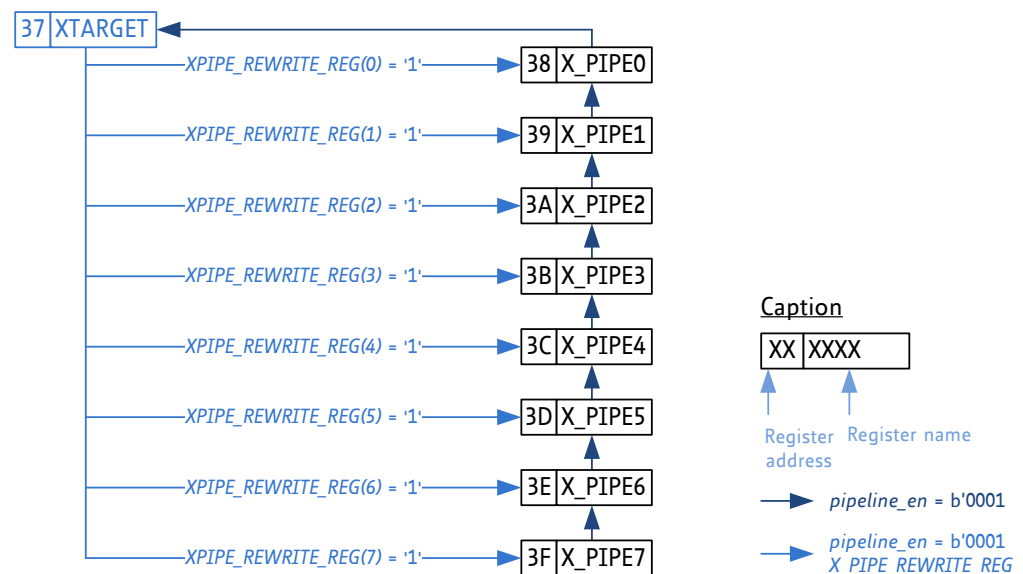 37 XTARGET
XPIPE_REWRITE_REG(0) = '1' 38 X_PIPE0
XPIPE_REWRITE_REG(1) = '1' 39 X_PIPE1
XPIPE_REWRITE_REG(2) = '1' 3A X_PIPE2
XPIPE_REWRITE_REG(3) = '1' 3B X_PIPE3
XPIPE_REWRITE_REG(4) = '1' 3C X_PIPE4
XPIPE_REWRITE_REG(5) = '1' 3D X_PIPE5
XPIPE_REWRITE_REG(6) = '1' 3E X_PIPE6
XPIPE_REWRITE_REG(7) = '1' 3F X_PIPE7
Caption
XX XXXX
Register address
Register name
pipeline_en = b'0001
pipeline_en = b'0001
X_PIPE_REWRITE_REG